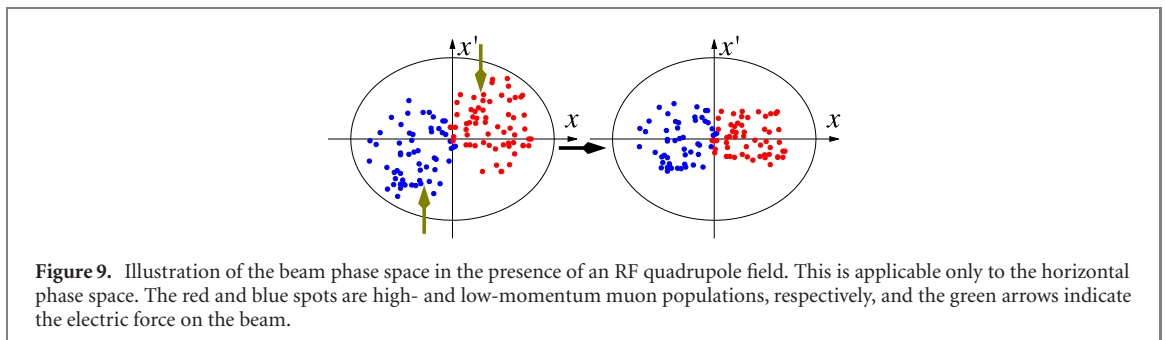 x'
x
x'
x
Figure 9. Illustration of the beam phase space in the presence of an RF quadrupole field. This is applicable only to the horizontal
phase space. The red and blue spots are high- and low-momentum muon populations, respectively, and the green arrows indicate
the electric force on the beam.